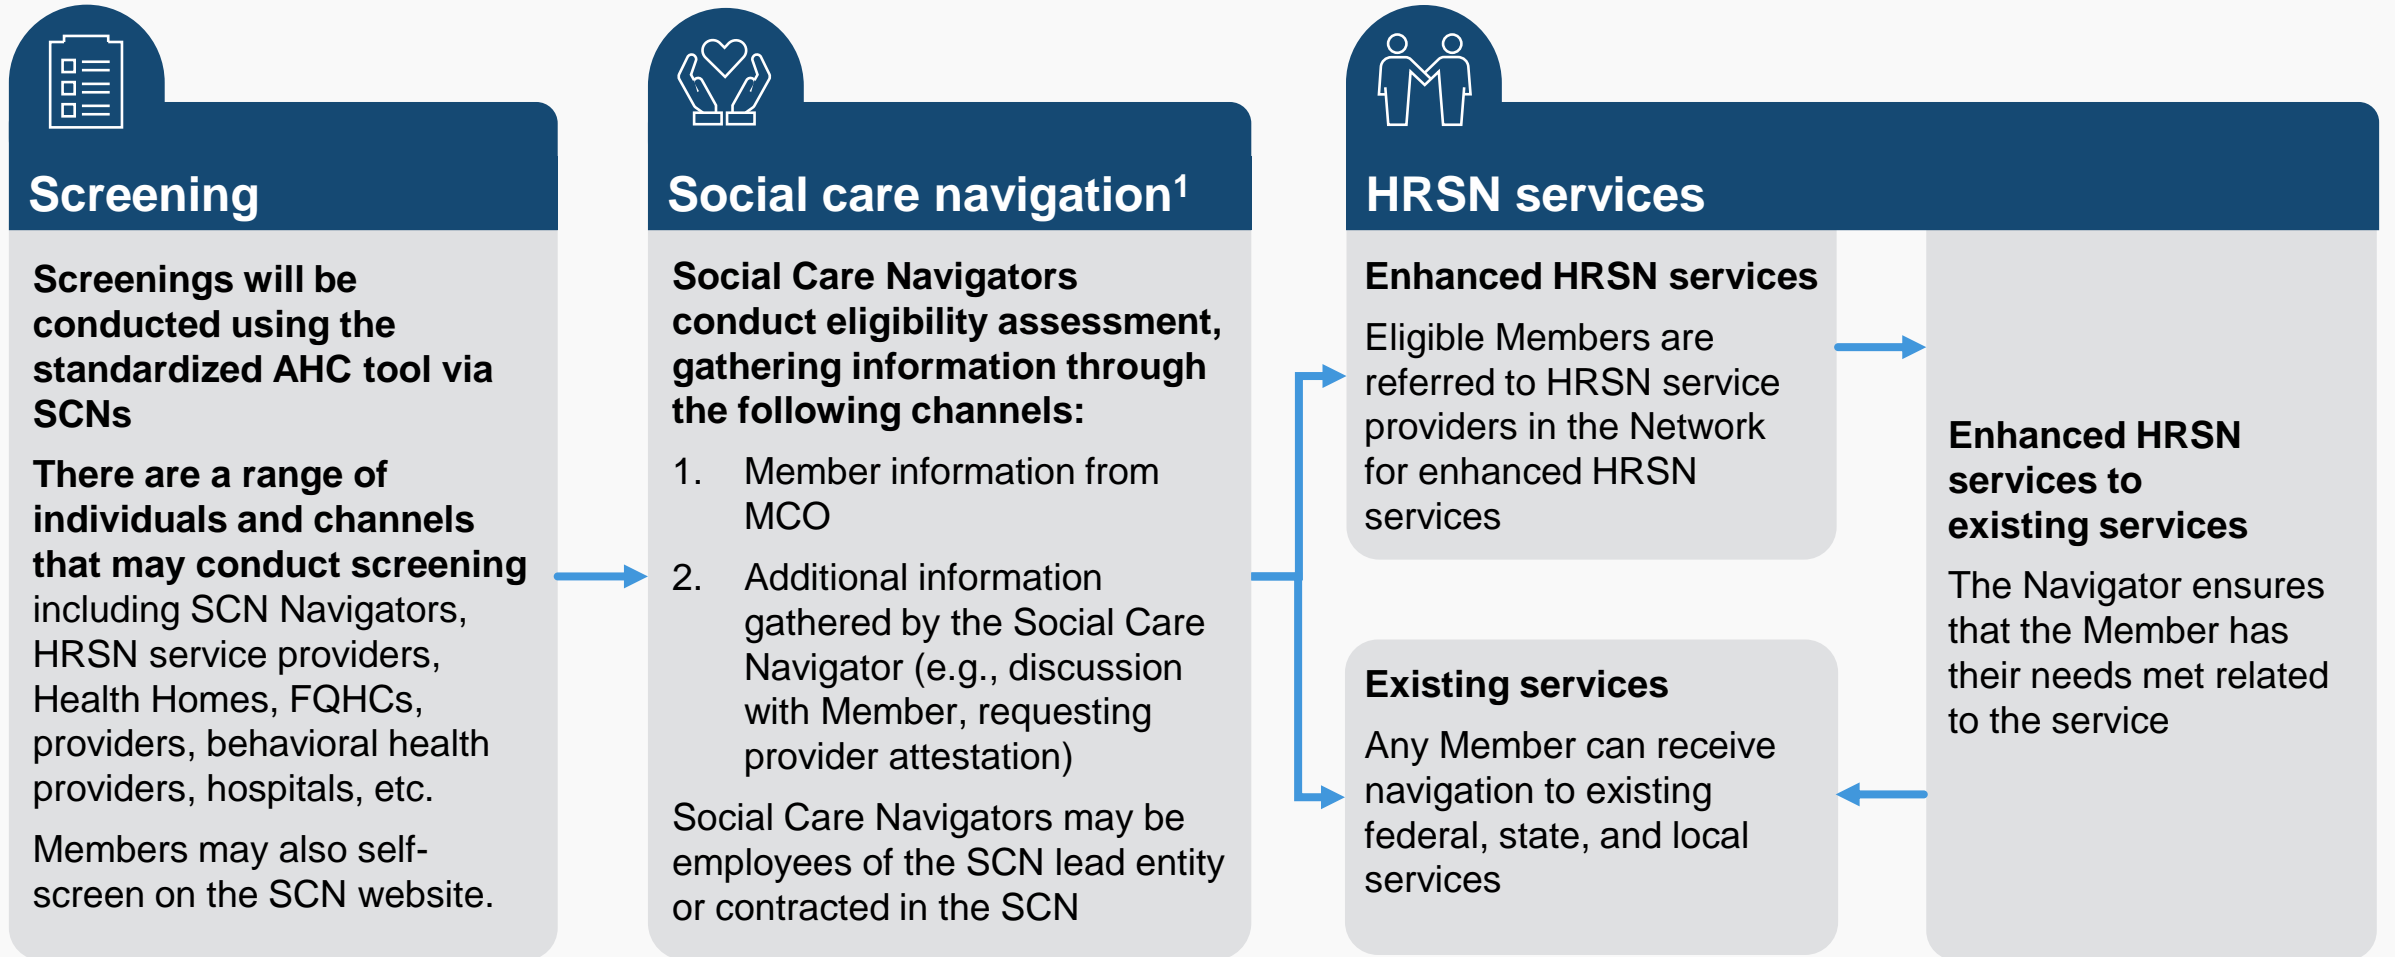 Screening
Screenings will be
conducted using the
standardized AHC tool via
SCNs
There are a range of
individuals and channels
that may conduct screening
including SCN Navigators,
HRSN service providers,
Health Homes, FQHCs,
providers, behavioral health
providers, hospitals, etc.
Members may also self-
screen on the SCN website.
Social care navigation¹
Social Care Navigators
conduct eligibility assessment,
gathering information through
the following channels:
1. Member information from
MCO
2. Additional information
gathered by the Social Care
Navigator (e.g., discussion
with Member, requesting
provider attestation)
Social Care Navigators may be
employees of the SCN lead entity
or contracted in the SCN
HRSN services
Enhanced HRSN services
Eligible Members are
referred to HRSN service
providers in the Network
for enhanced HRSN
services
Existing services
Any Member can receive
navigation to existing
federal, state, and local
services
Enhanced HRSN
services to
existing services
The Navigator ensures
that the Member has
their needs met related
to the service